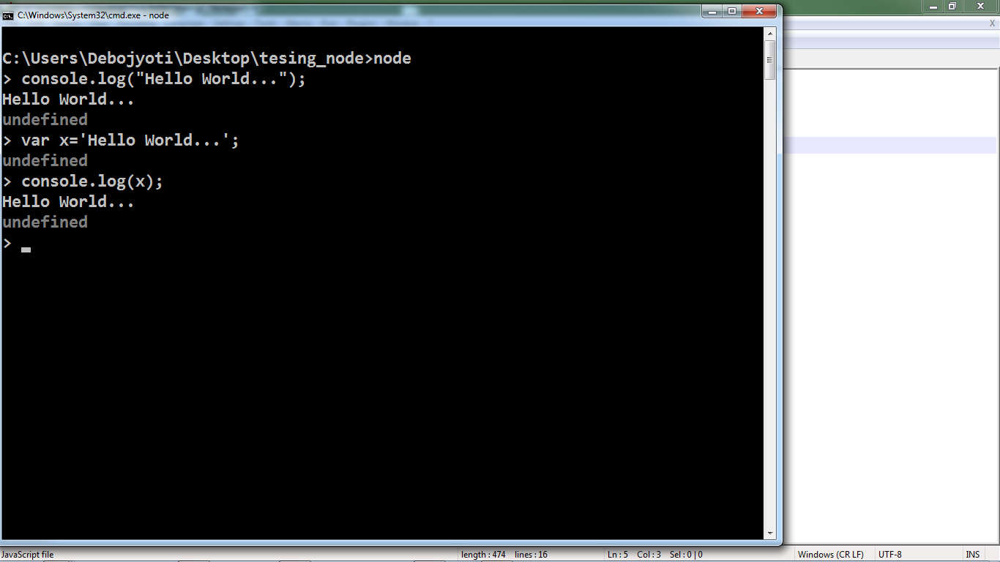 C:\Windows\System32\cmd.exe - node
C:\Users\Debojyoti\Desktop\tesing_node>node
> console.log("Hello World...");
Hello World...
undefined
> var x='Hello World...';
undefined
> console.log(x);
Hello World...
undefined
>
JavaScript file length : 474 lines : 16 Ln : 5 Col : 3 Sel : 0 | 0 Windows (CR LF) UTF-8 INS